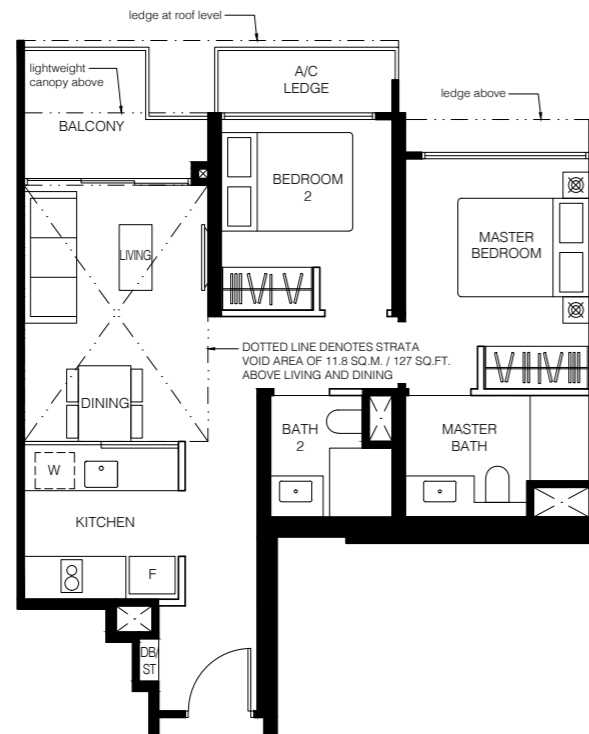 ledge at roof level
lightweight
canopy above
A/C
LEDGE
ledge above
BALCONY
BEDROOM
2
LIVING
MASTER
BEDROOM
DOTTED LINE DENOTES STRATA
VOID AREA OF 11.8 SQ.M. / 127 SQ.FT.
ABOVE LIVING AND DINING
DINING
BATH
2
MASTER
BATH
W
KITCHEN
F
DB/
ST